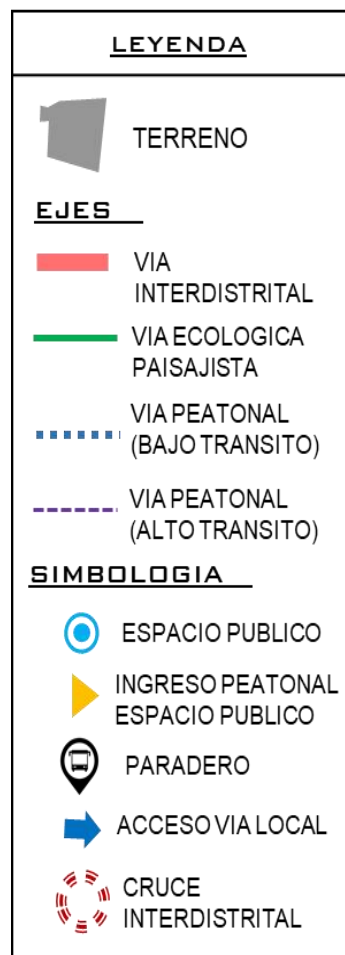 LEYENDA
TERRENO
EJES
VIA
INTERDISTRITAL
VIA ECOLOGICA
PAISAJISTA
VIA PEATONAL
(BAJO TRANSITO)
VIA PEATONAL
(ALTO TRANSITO)
SIMBOLOGIA
ESPACIO PUBLICO
INGRESO PEATONAL
ESPACIO PUBLICO
PARADERO
ACCESO VIA LOCAL
CRUCE
INTERDISTRITAL